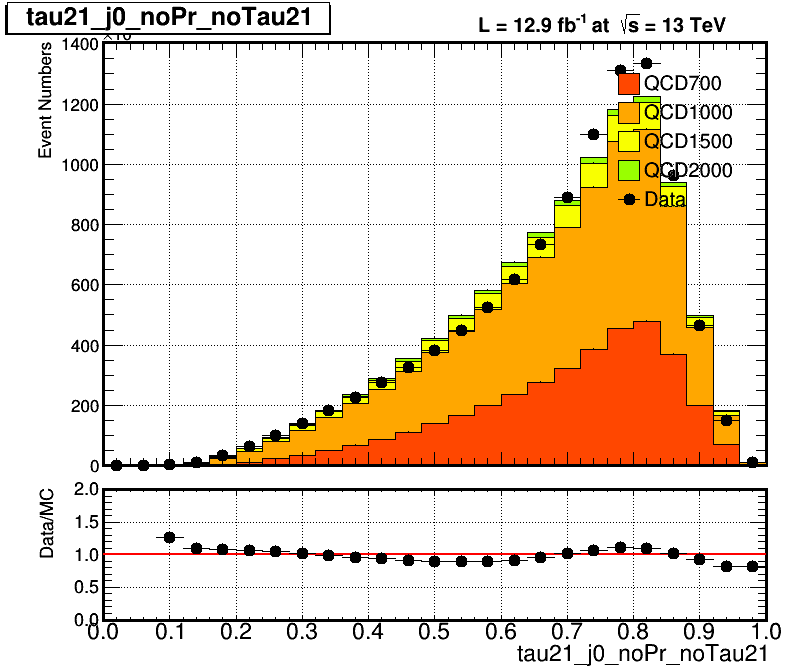 tau21_j0_noPr_noTau21
L = 12.9 fb⁻¹ at √s = 13 TeV
Event Numbers
1400
1200
1000
800
600
400
200
0
QCD700
QCD1000
QCD1500
QCD2000
Data
Data/MC
2.0
1.5
1.0
0.5
0.0
0.0 0.1 0.2 0.3 0.4 0.5 0.6 0.7 0.8 0.9 1.0
tau21_j0_noPr_noTau21